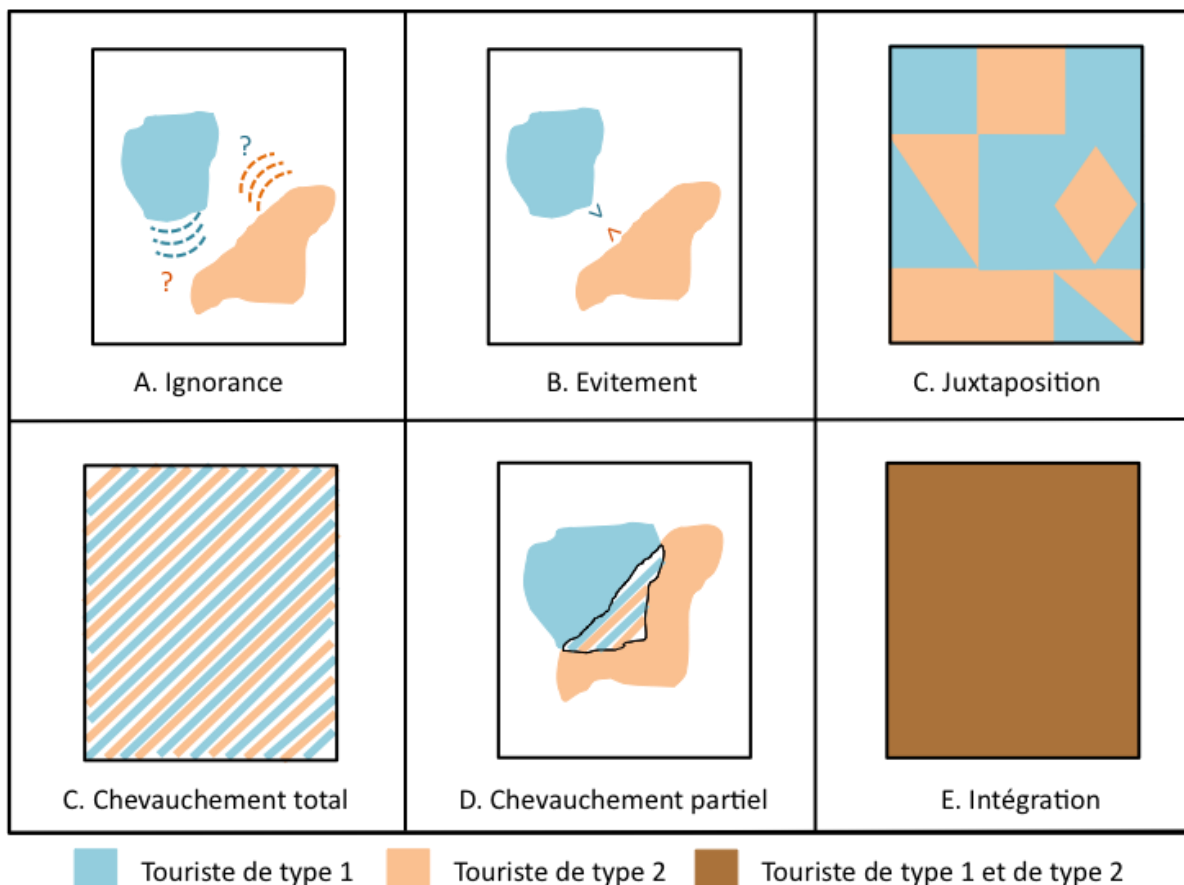 ?
?
A. Ignorance
B. Evitement
C. Juxtaposition
C. Chevauchement total
D. Chevauchement partiel
E. Intégration
Touriste de type 1
Touriste de type 2
Touriste de type 1 et de type 2